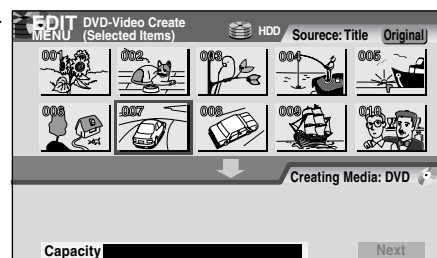 EDIT MENU DVD-Video Create (Selected Items) HDD Sourece: Title Original
001 002 003 004 005
006 007 008 009 010
Creating Media: DVD
Capacity Next